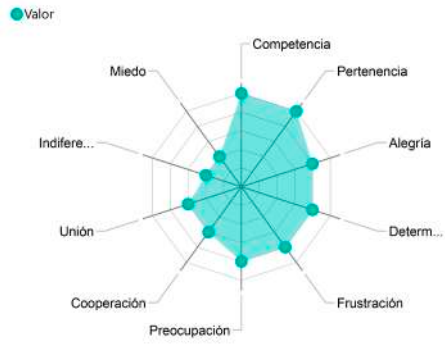 Valor
Competencia
Pertenencia
Alegría
Determ...
Frustración
Preocupación
Cooperación
Unión
Indifere...
Miedo